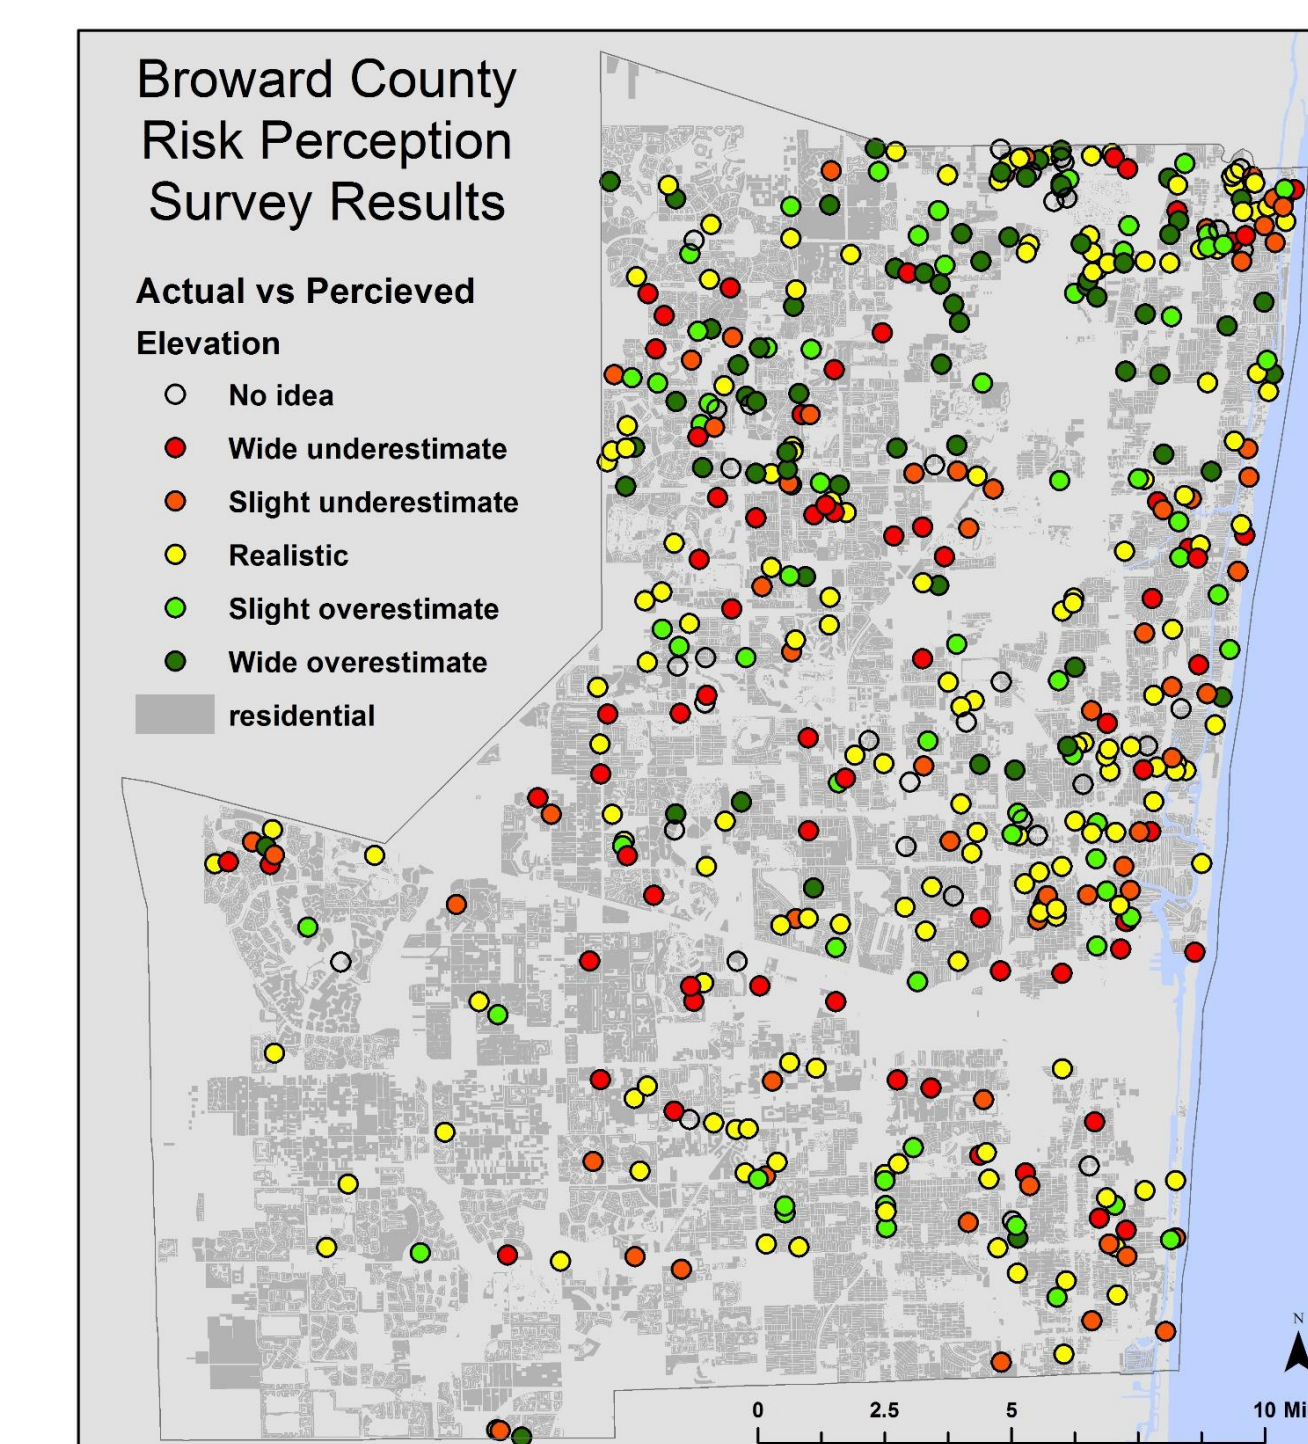 Broward County
Risk Perception
Survey Results
Actual vs Percieved
Elevation
No idea
Wide underestimate
Slight underestimate
Realistic
Slight overestimate
Wide overestimate
residential
N
0 2.5 5 10 Mi